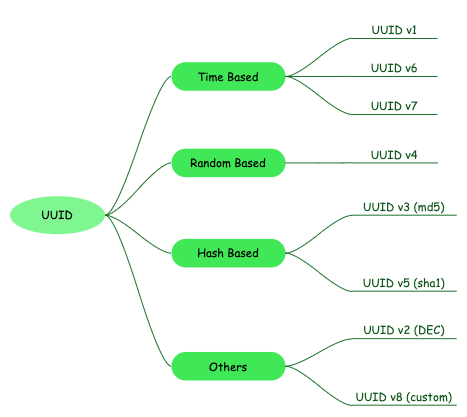 UUID
Time Based
UUID v1
UUID v6
UUID v7
Random Based
UUID v4
Hash Based
UUID v3 (md5)
UUID v5 (sha1)
Others
UUID v2 (DEC)
UUID v8 (custom)